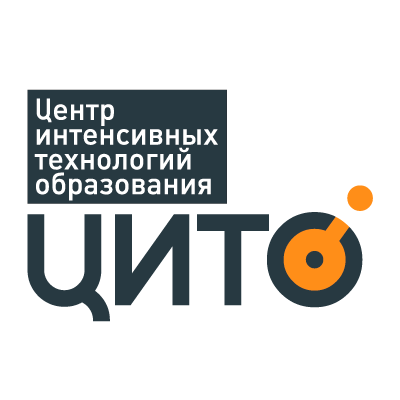 Центр
интенсивных
технологий
образования
ЦИТО